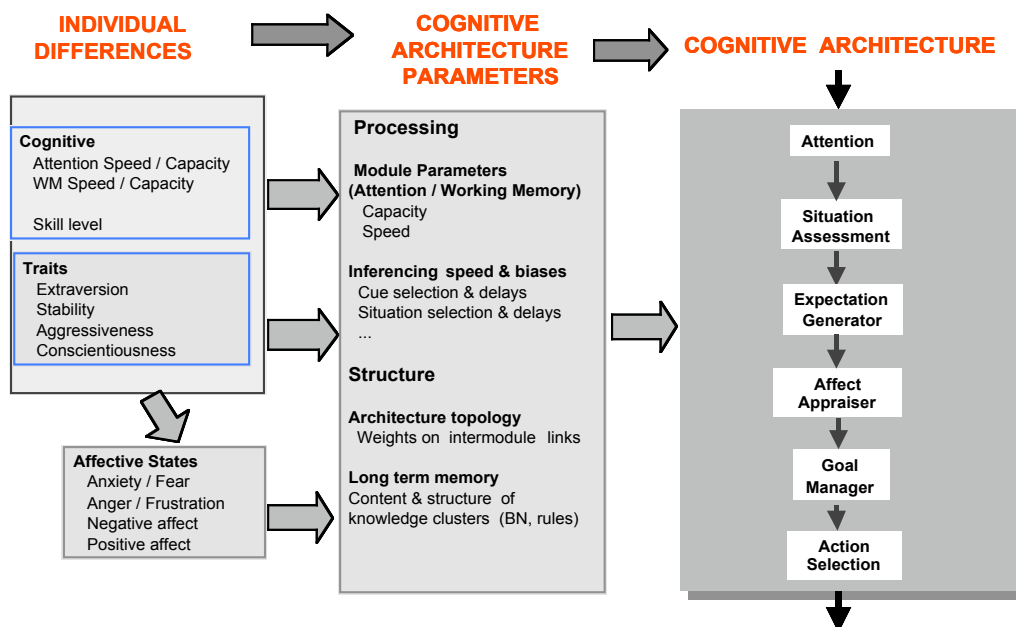 INDIVIDUAL
DIFFERENCES
COGNITIVE
ARCHITECTURE
PARAMETERS
COGNITIVE ARCHITECTURE
Cognitive
Attention Speed / Capacity
WM Speed / Capacity
Skill level
Traits
Extraversion
Stability
Aggressiveness
Conscientiousness
Affective States
Anxiety / Fear
Anger / Frustration
Negative affect
Positive affect
Processing
Module Parameters
(Attention / Working Memory)
Capacity
Speed
Inferencing speed & biases
Cue selection & delays
Situation selection & delays
...
Structure
Architecture topology
Weights on intermodule links
Long term memory
Content & structure of
knowledge clusters (BN, rules)
Attention
Situation
Assessment
Expectation
Generator
Affect
Appraiser
Goal
Manager
Action
Selection